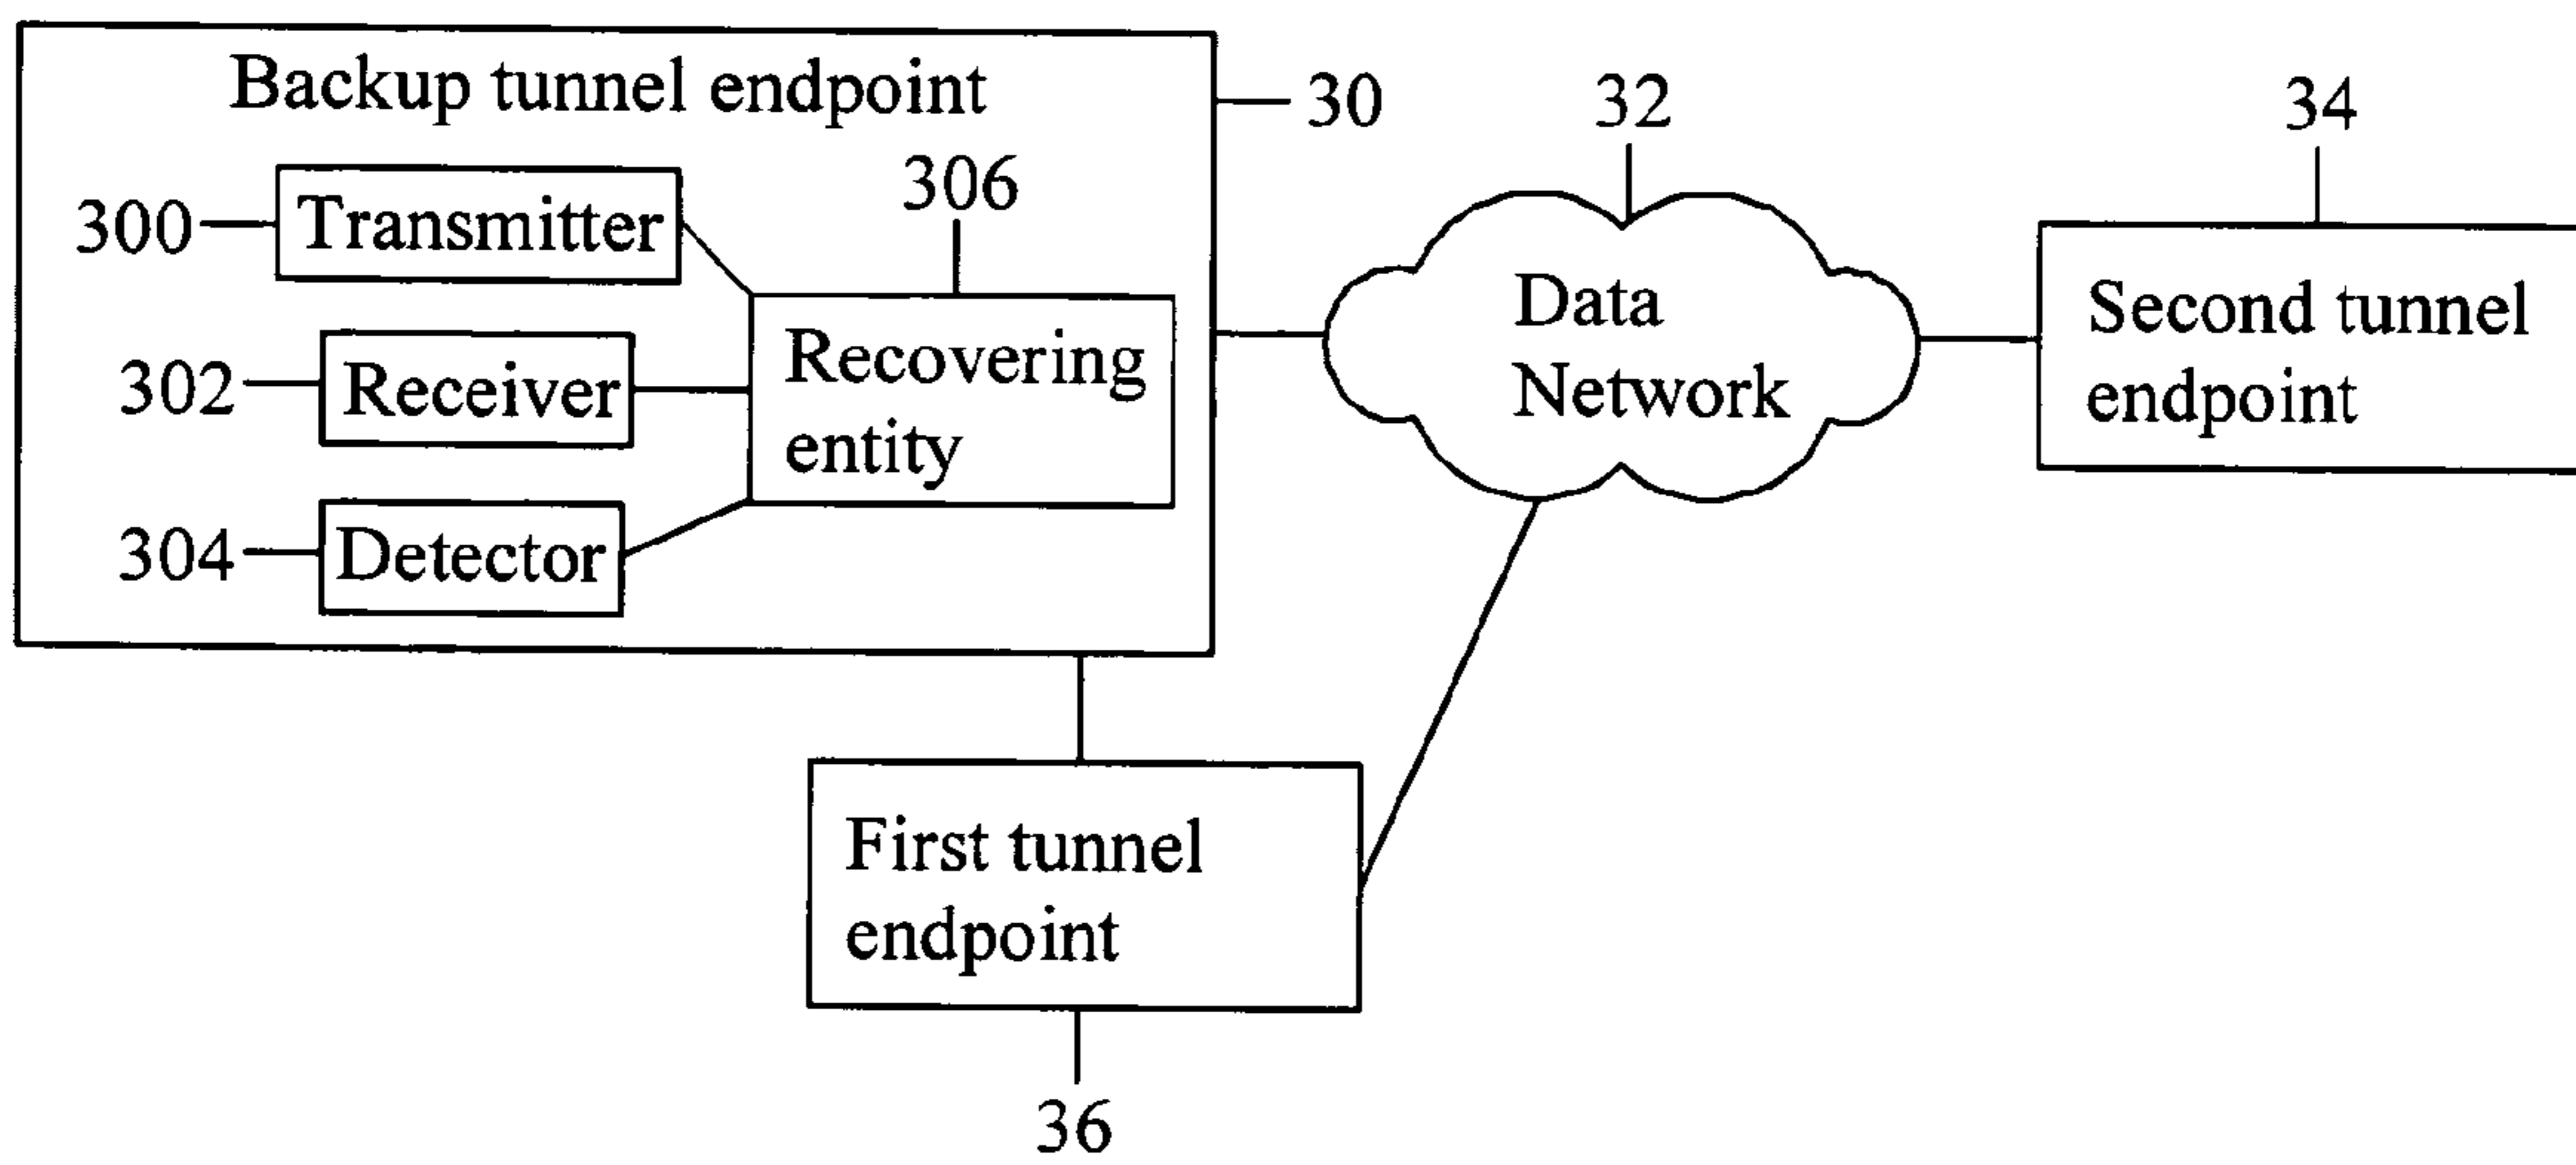 Backup tunnel endpoint
30
32
34
306
300
Transmitter
302
Receiver
Recovering
entity
304
Detector
Data
Network
Second tunnel
endpoint
First tunnel
endpoint
36